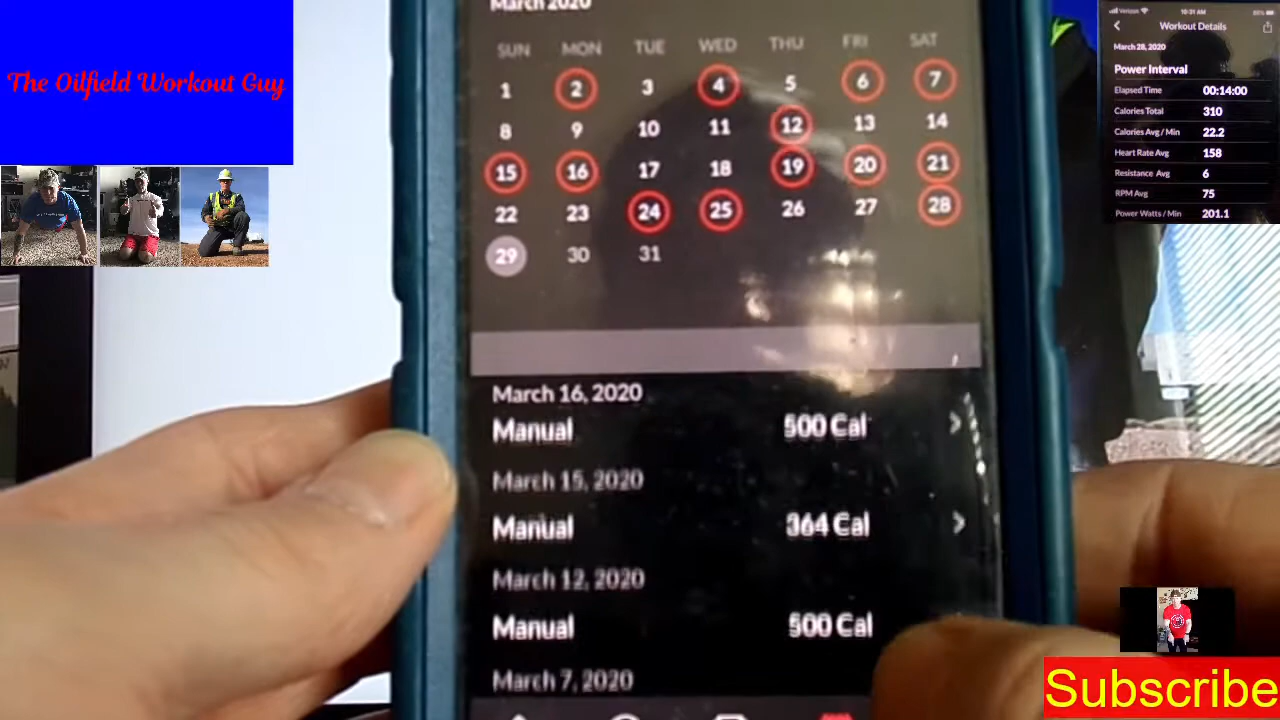 The Oilfield Workout Guy
March 2020
SUN MON TUE WED THU FRI SAT
1 2 3 4 5 6 7
8 9 10 11 12 13 14
15 16 17 18 19 20 21
22 23 24 25 26 27 28
29 30 31
March 16, 2020
Manual 500 Cal
March 15, 2020
Manual 364 Cal
March 12, 2020
Manual 500 Cal
March 7, 2020
Verizon 10:31 AM
Workout Details
March 28, 2020
Power Interval
Elapsed Time 00:14:00
Calories Total 310
Calories Avg / Min 22.2
Heart Rate Avg 158
Resistance Avg 6
RPM Avg 75
Power Watts / Min 201.1
Subscribe